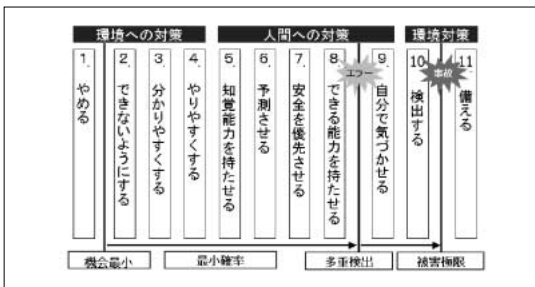 環境への対策
人間への対策
環境対策
1. やめる
2. できないようにする
3. 分かりやすくする
4. やりやすくする
5. 知覚能力を持たせる
6. 予測させる
7. 安全を優先させる
8. できる能力を持たせる
エラー
9. 自分で気づかせる
10. 検出する
事故
11. 備える
機会最小
最小確率
多重検出
被害極限